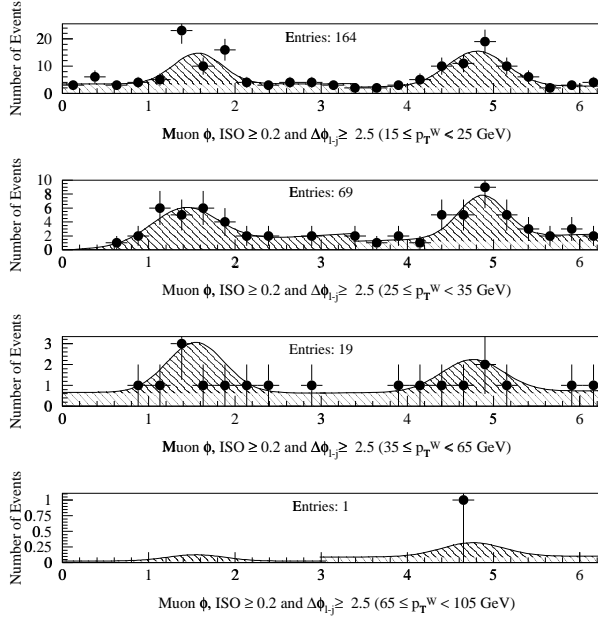 Number of Events
20
10
0
Entries: 164
0 1 2 3 4 5 6
Muon ϕ, ISO ≥ 0.2 and Δϕl-j ≥ 2.5 (15 ≤ pTW < 25 GeV)
Number of Events
10
8
6
4
2
0
Entries: 69
0 1 2 3 4 5 6
Muon ϕ, ISO ≥ 0.2 and Δϕl-j ≥ 2.5 (25 ≤ pTW < 35 GeV)
Number of Events
3
2
1
0
Entries: 19
0 1 2 3 4 5 6
Muon ϕ, ISO ≥ 0.2 and Δϕl-j ≥ 2.5 (35 ≤ pTW < 65 GeV)
Number of Events
1
0.75
0.5
0.25
0
Entries: 1
0 1 2 3 4 5 6
Muon ϕ, ISO ≥ 0.2 and Δϕl-j ≥ 2.5 (65 ≤ pTW < 105 GeV)